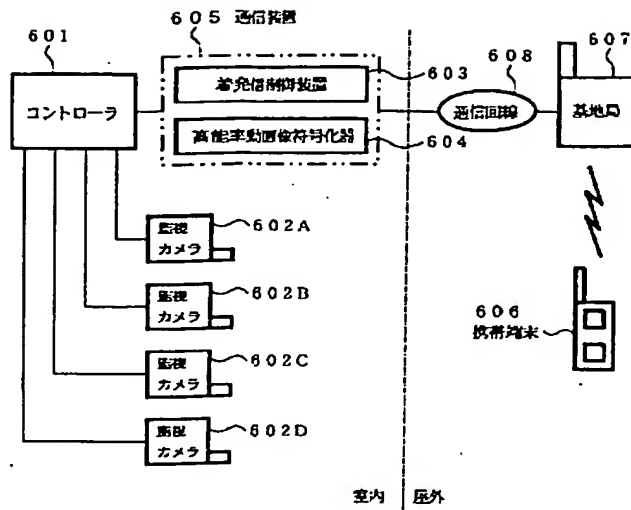 605 通信装置
601
607
603
608
コントローラ
着発信制御装置
高能率動画像符号化器
通信回線
基地局
604
602A
監視
カメラ
602B
監視
カメラ
606
携帯端末
602C
監視
カメラ
602D
監視
カメラ
室内
屋外